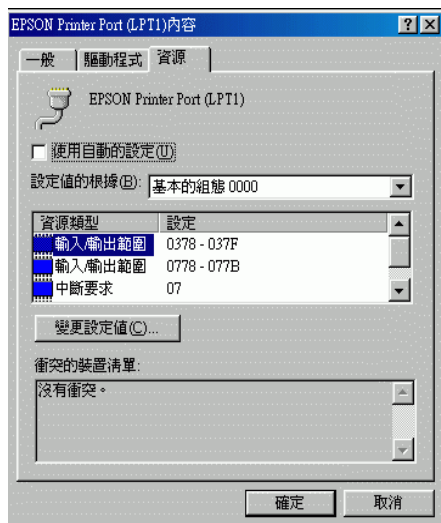 EPSON Printer Port (LPT1)內容
一般 驅動程式 資源
EPSON Printer Port (LPT1)
使用自動的設定(U)
設定值的根據(B): 基本的組態 0000
資源類型 設定
輸入/輸出範圍 0378 - 037F
輸入/輸出範圍 0778 - 077B
中斷要求 07
變更設定值(C)...
衝突的裝置清單:
沒有衝突。
確定 取消